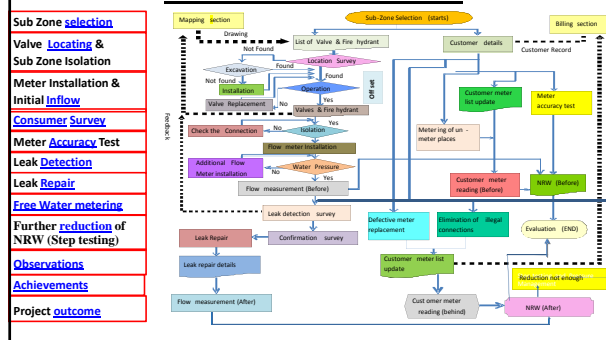 Sub Zone selection
Valve Locating &
Sub Zone Isolation
Meter Installation &
Initial Inflow
Consumer Survey
Meter Accuracy Test
Leak Detection
Leak Repair
Free Water metering
Further reduction of
NRW (Step testing)
Observations
Achievements
Project outcome
Mapping section
Drawing
Sub-Zone Selection (starts)
Billing section
List of Valve & Fire hydrant
Customer details
Customer Record
Not Found
Location Survey
Found
Excavation
Found
Not found
Installation
Operation
Off set
Valve Replacement
No
Yes
Valves & Fire hydrant
Customer meter
list update
Meter
accuracy test
Feedback
Yes
Check the Connection
No
Isolation
Meter ing of un -
meter places
Flow meter Installation
Additional Flow
Meter installation
No
Water Pressure
Yes
Flow measurement (Before)
Customer meter
reading (Before)
NRW (Before)
Leak detection survey
Defective meter
replacement
Elimination of illegal
connections
Evaluation (END)
Leak Repair
Confirmation survey
Leak repair details
Customer meter list
update
Reduction not enough
Flow measurement (After)
Cust omer meter
reading (behind)
NRW (After)